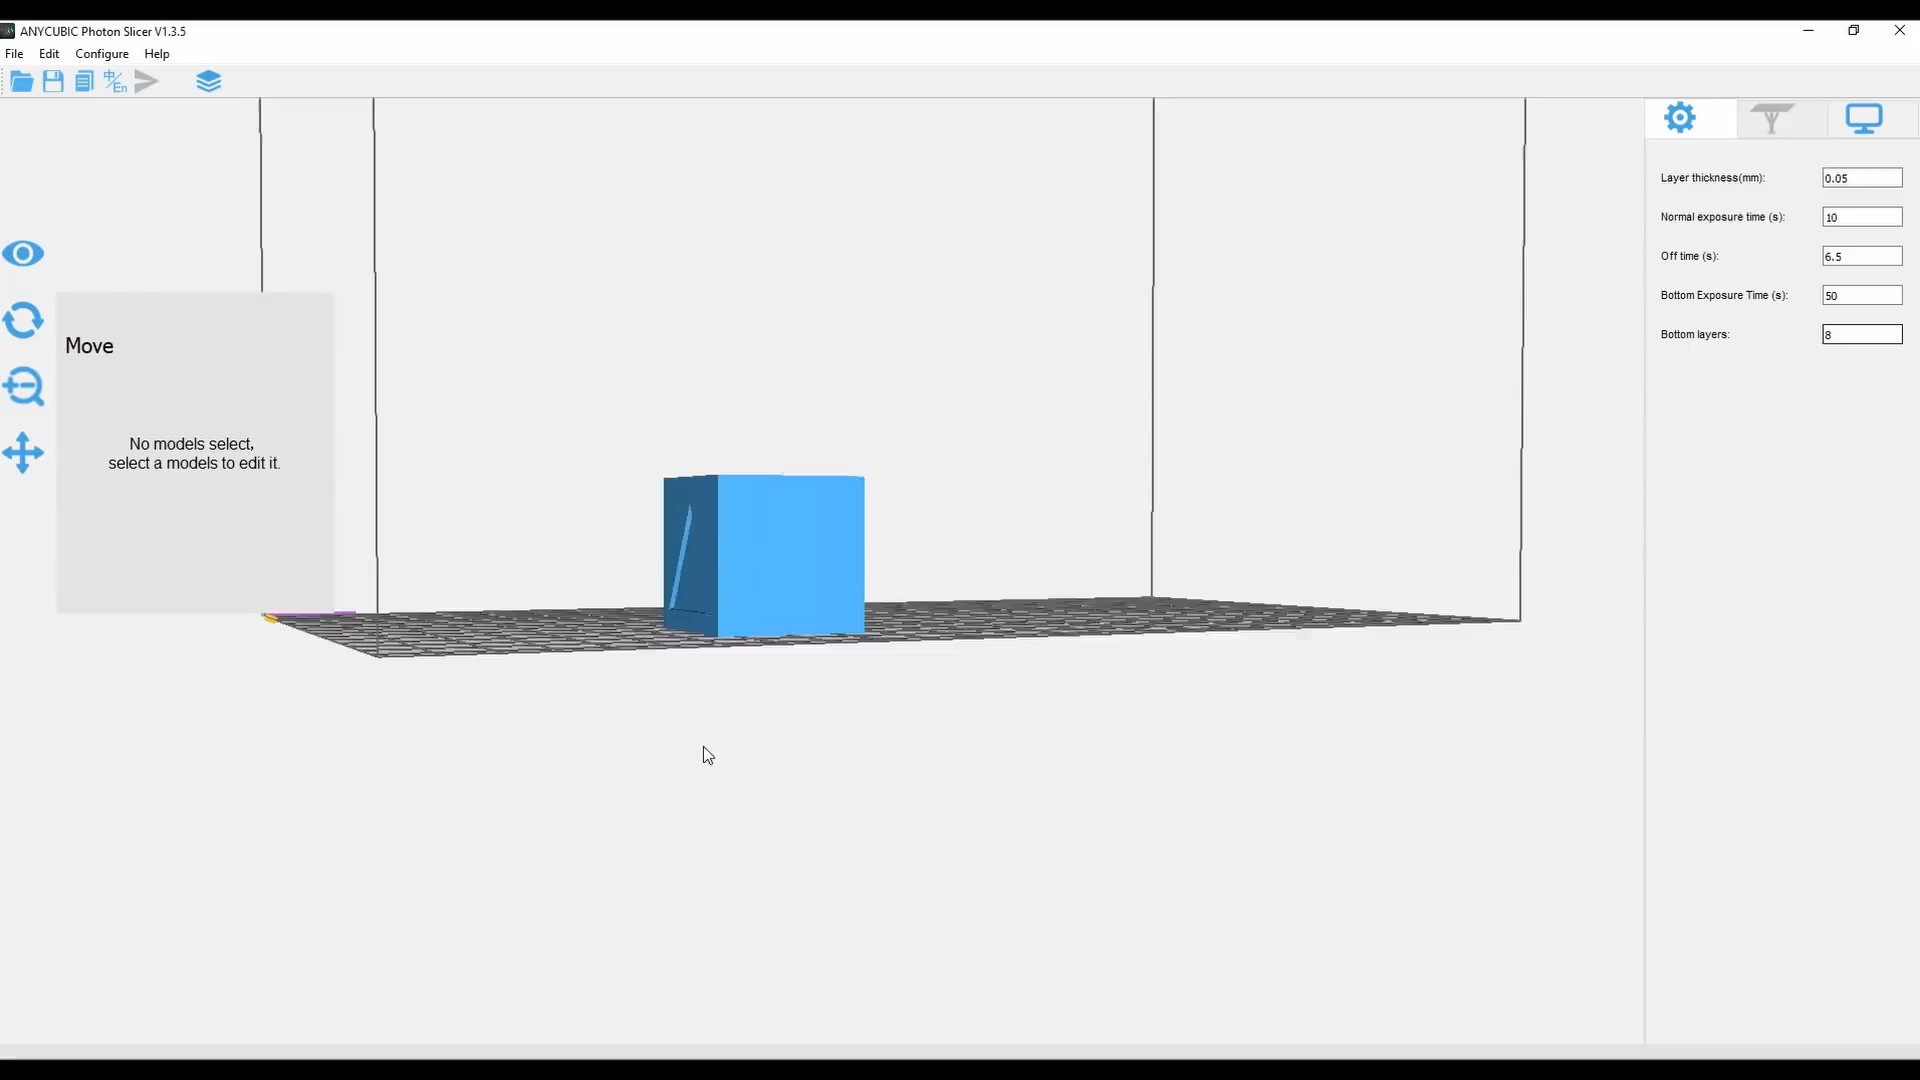 ANYCUBIC Photon Slicer V1.3.5
File Edit Configure Help
中/En
Layer thickness(mm): 0.05
Normal exposure time (s): 10
Off time (s): 6.5
Bottom Exposure Time (s): 50
Bottom layers: 8
Move
No models select,
select a models to edit it.